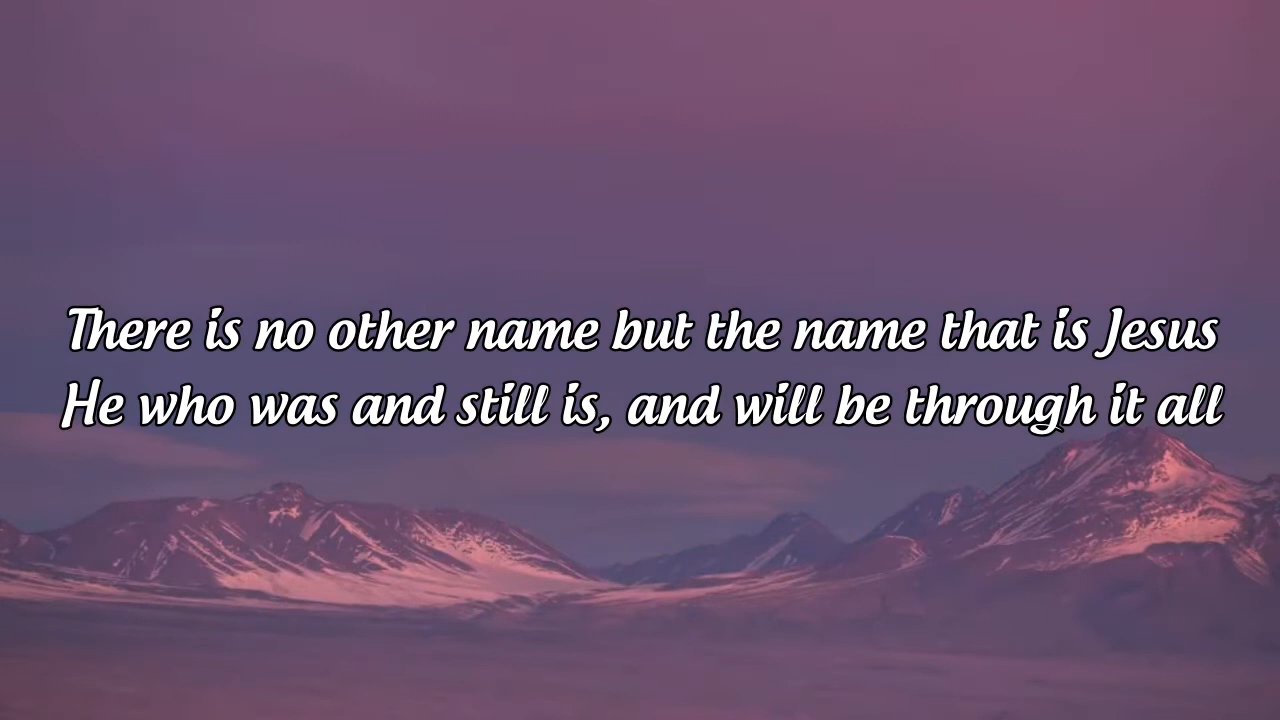 There is no other name but the name that is Jesus
He who was and still is, and will be through it all